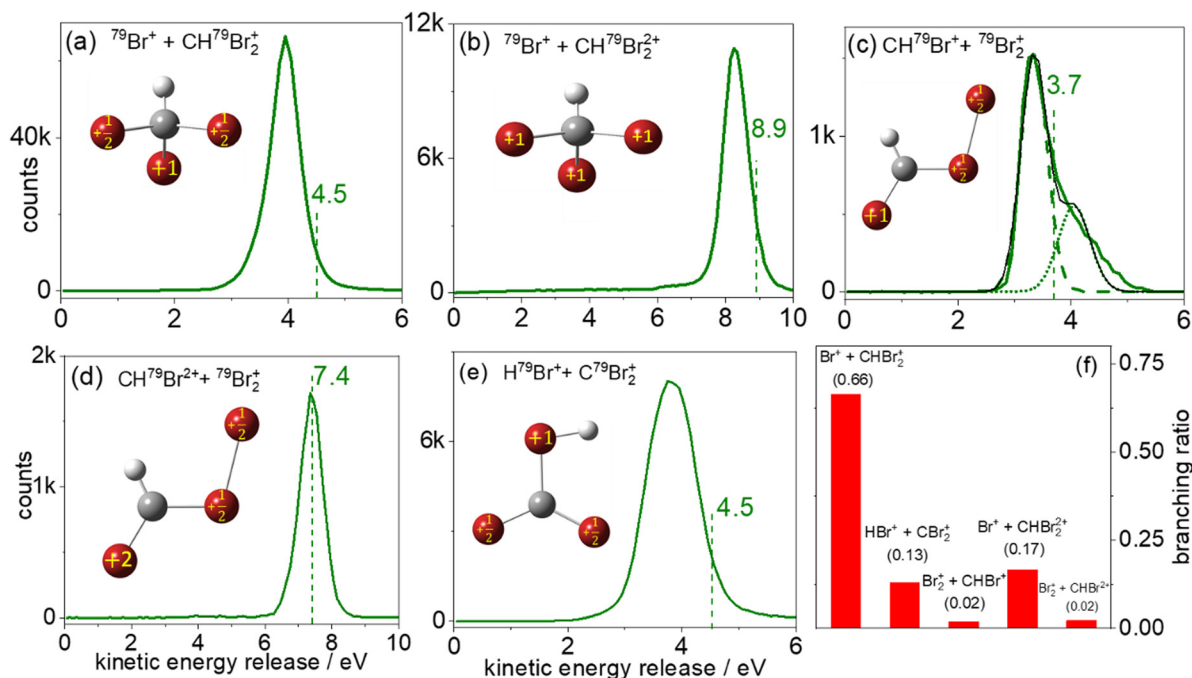 (a) ⁷⁹Br⁺ + CH⁷⁹Br₂⁺
+½ +½
+1
4.5
40k
0
counts
0 2 4 6
(b) ⁷⁹Br⁺ + CH⁷⁹Br₂²⁺
12k
+1 +1
+1
8.9
6k
0
0 2 4 6 8 10
(c) CH⁷⁹Br⁺ + ⁷⁹Br₂⁺
3.7
+½
+½
+1
1k
0
0 2 4 6
(d) CH⁷⁹Br²⁺ + ⁷⁹Br₂⁺
2k
7.4
+½
+½
+2
1k
0
counts
0 2 4 6 8 10
kinetic energy release / eV
(e) H⁷⁹Br⁺ + C⁷⁹Br₂⁺
+1
4.5
+½ +½
6k
0
0 2 4 6
kinetic energy release / eV
(f)
Br⁺ + CHBr₂⁺
(0.66)
HBr⁺ + CBr₂⁺
(0.13)
Br₂⁺ + CHBr⁺
(0.02)
Br⁺ + CHBr₂²⁺
(0.17)
Br₂⁺ + CHBr²⁺
(0.02)
0.75
0.50
0.25
0.00
branching ratio